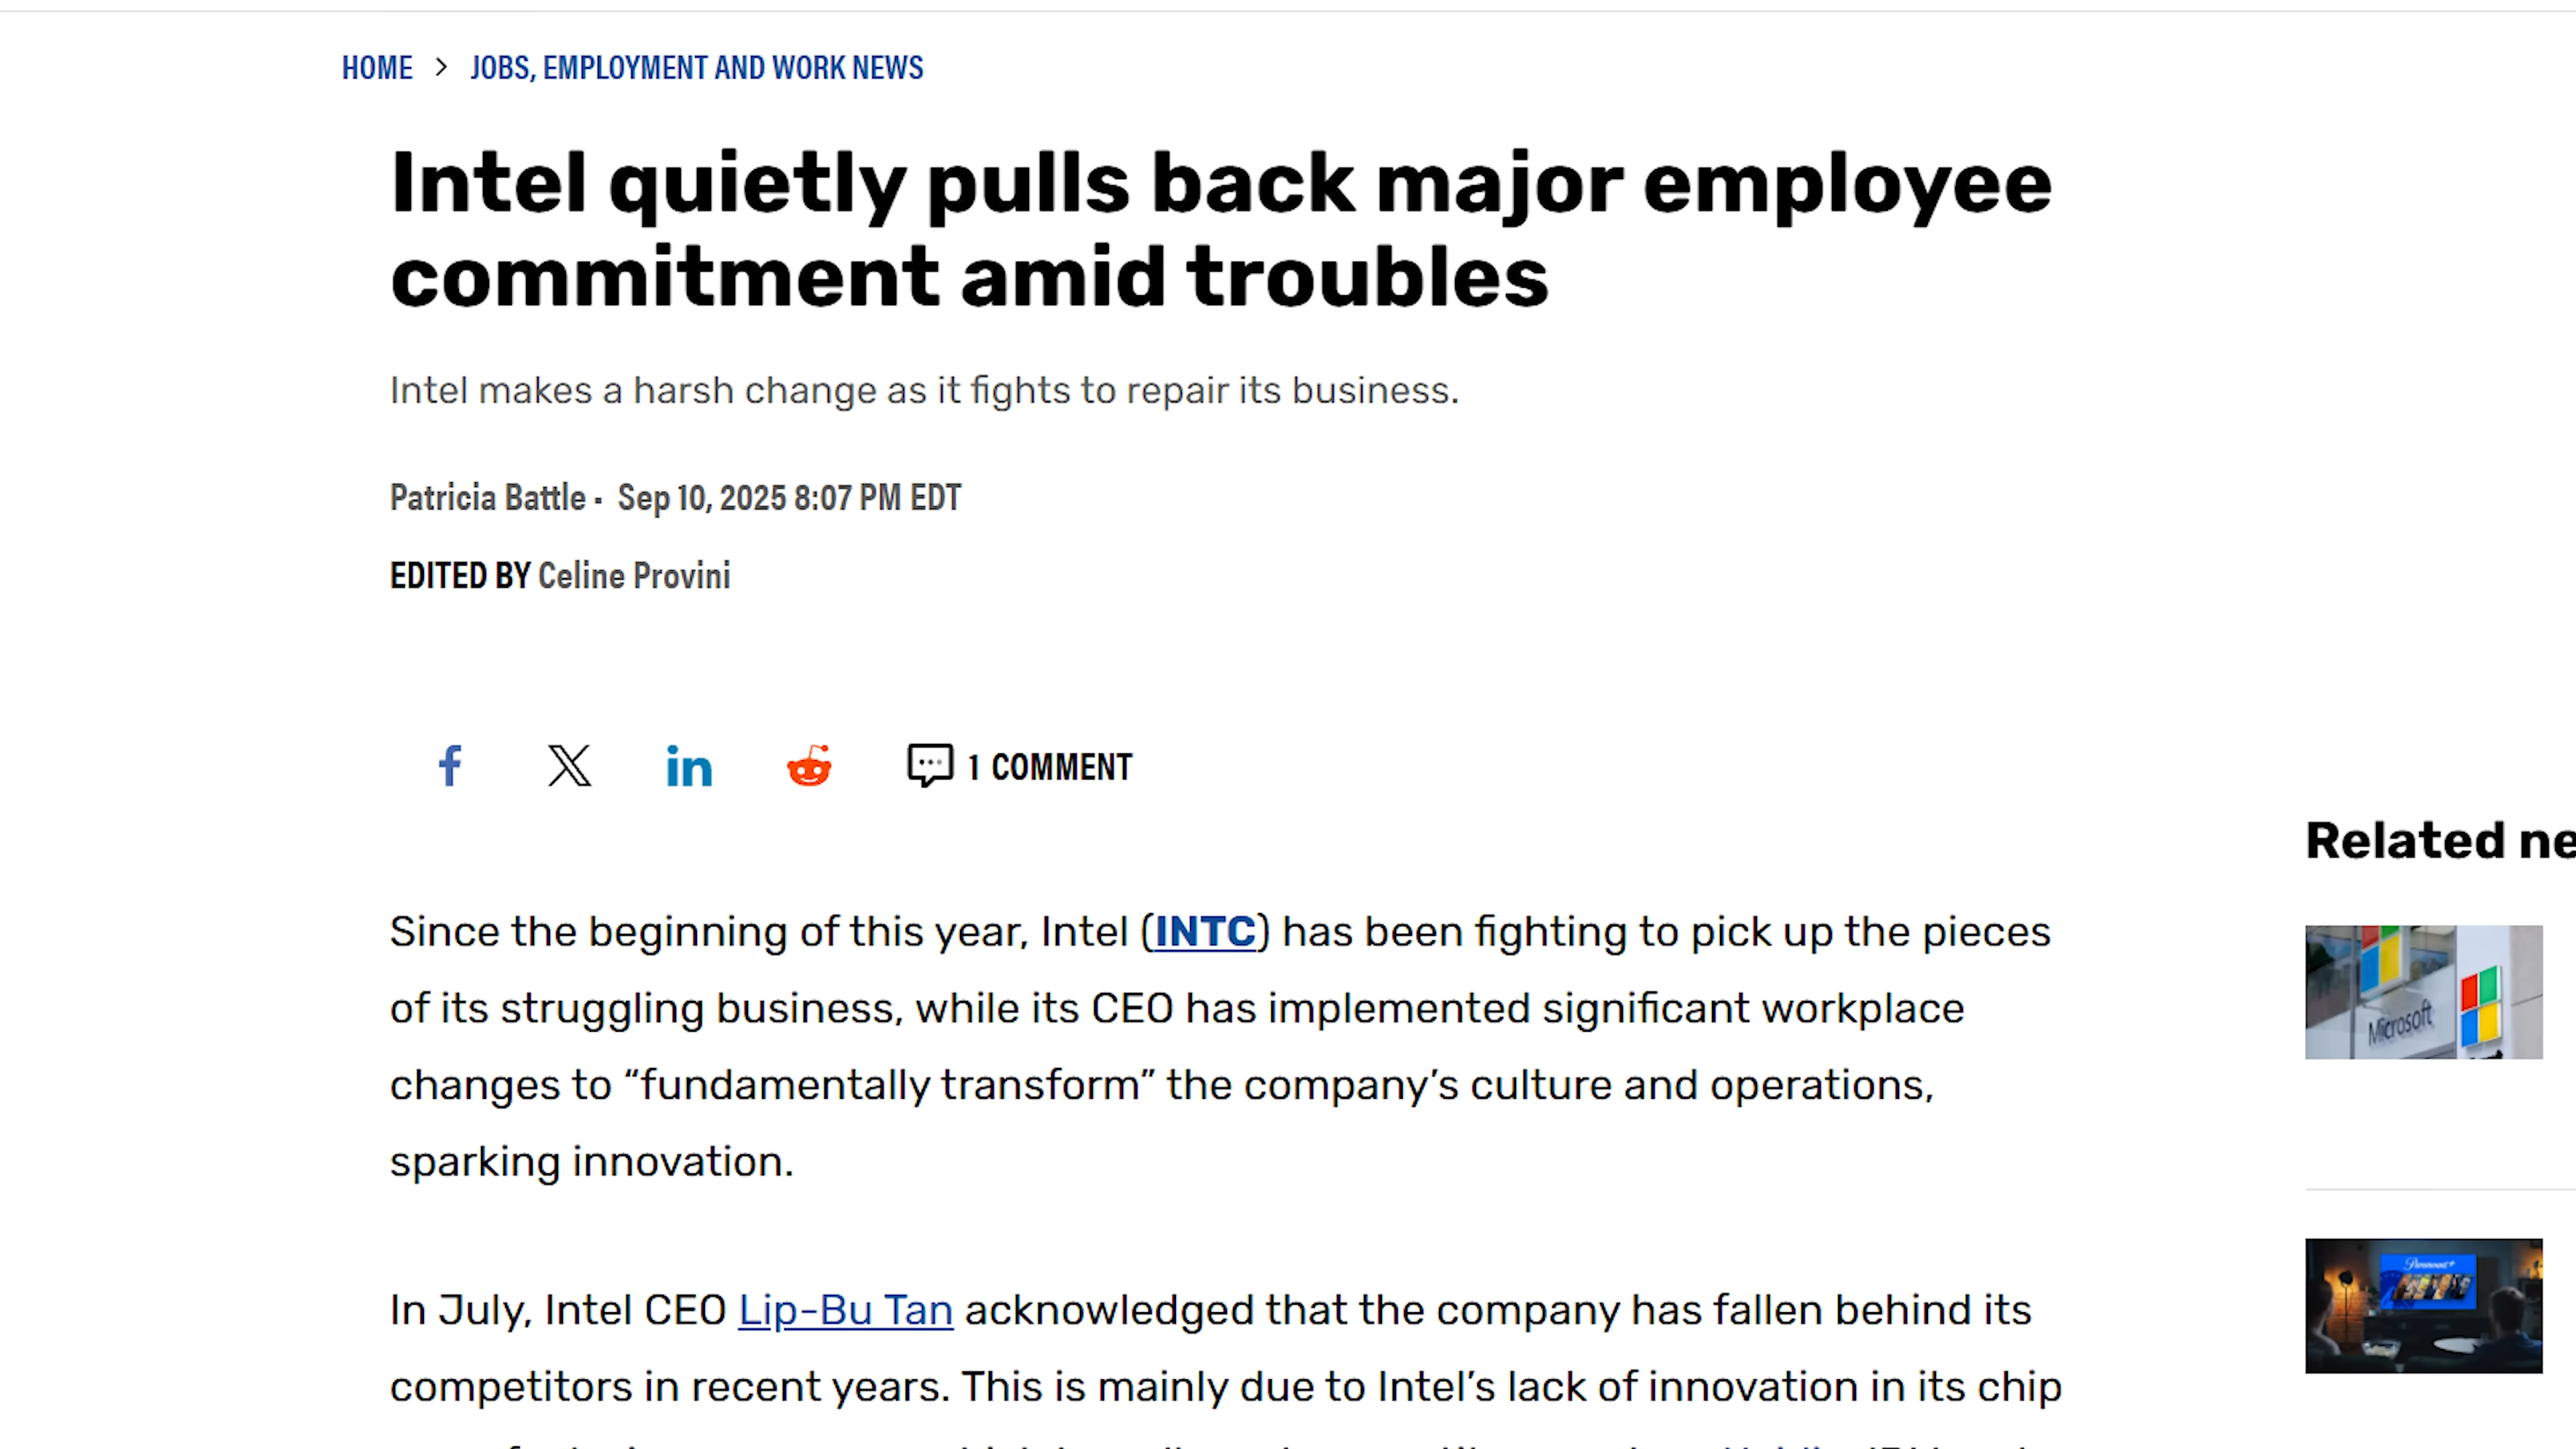 HOME > JOBS, EMPLOYMENT AND WORK NEWS
Intel quietly pulls back major employee
commitment amid troubles
Intel makes a harsh change as it fights to repair its business.
Patricia Battle · Sep 10, 2025 8:07 PM EDT
EDITED BY Celine Provini
1 COMMENT
Since the beginning of this year, Intel (INTC) has been fighting to pick up the pieces
of its struggling business, while its CEO has implemented significant workplace
changes to “fundamentally transform” the company’s culture and operations,
sparking innovation.
In July, Intel CEO Lip-Bu Tan acknowledged that the company has fallen behind its
competitors in recent years. This is mainly due to Intel’s lack of innovation in its chip
Related ne
Microsoft
Paramount+